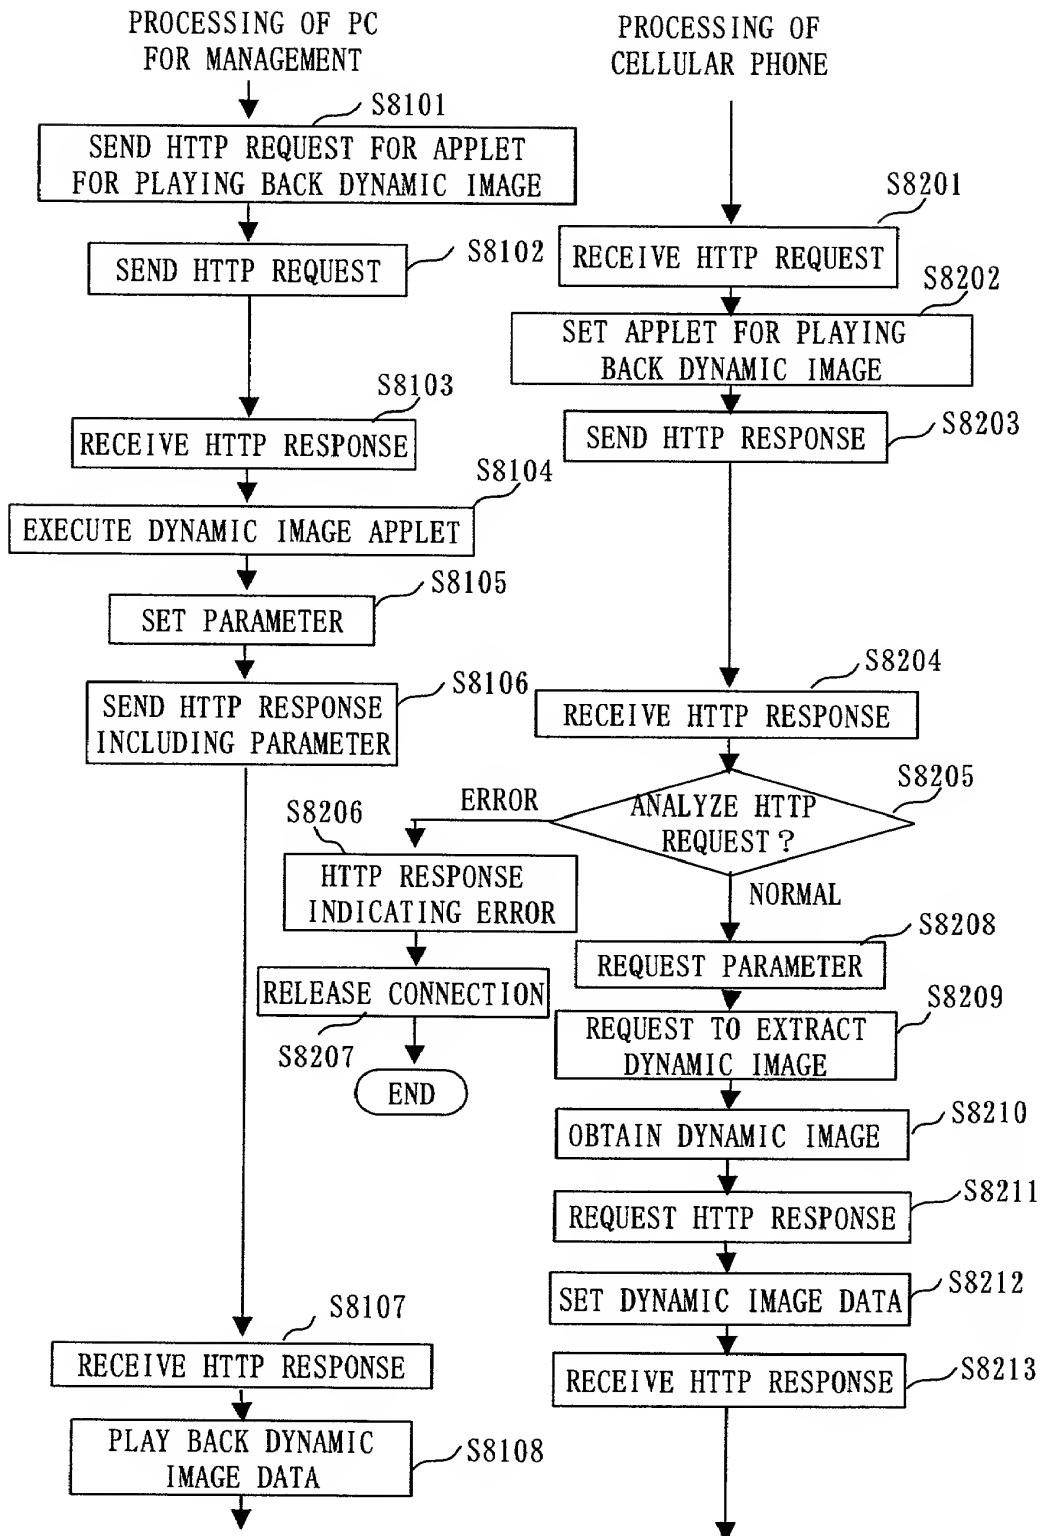 PROCESSING OF PC
FOR MANAGEMENT
S8101
SEND HTTP REQUEST FOR APPLET
FOR PLAYING BACK DYNAMIC IMAGE
SEND HTTP REQUEST
S8102
S8103
RECEIVE HTTP RESPONSE
S8104
EXECUTE DYNAMIC IMAGE APPLET
S8105
SET PARAMETER
S8106
SEND HTTP RESPONSE
INCLUDING PARAMETER
S8107
RECEIVE HTTP RESPONSE
PLAY BACK DYNAMIC
IMAGE DATA
S8108
PROCESSING OF
CELLULAR PHONE
S8201
RECEIVE HTTP REQUEST
S8202
SET APPLET FOR PLAYING
BACK DYNAMIC IMAGE
SEND HTTP RESPONSE
S8203
S8204
RECEIVE HTTP RESPONSE
S8205
ANALYZE HTTP
REQUEST?
ERROR
S8206
HTTP RESPONSE
INDICATING ERROR
RELEASE CONNECTION
S8207
END
NORMAL
S8208
REQUEST PARAMETER
S8209
REQUEST TO EXTRACT
DYNAMIC IMAGE
S8210
OBTAIN DYNAMIC IMAGE
S8211
REQUEST HTTP RESPONSE
S8212
SET DYNAMIC IMAGE DATA
S8213
RECEIVE HTTP RESPONSE